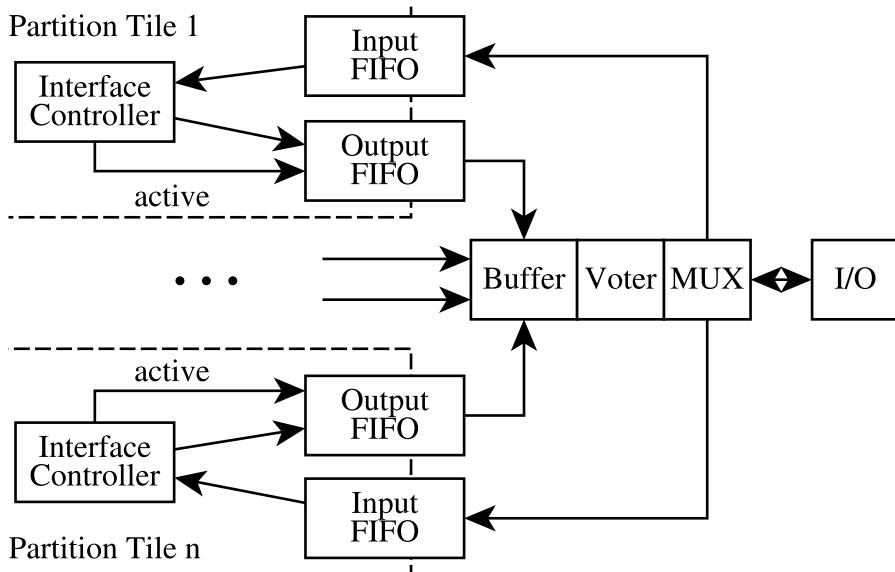 Partition Tile 1
Input
FIFO
Interface
Controller
Output
FIFO
active
• • •
Buffer
Voter
MUX
I/O
active
Output
FIFO
Interface
Controller
Input
FIFO
Partition Tile n